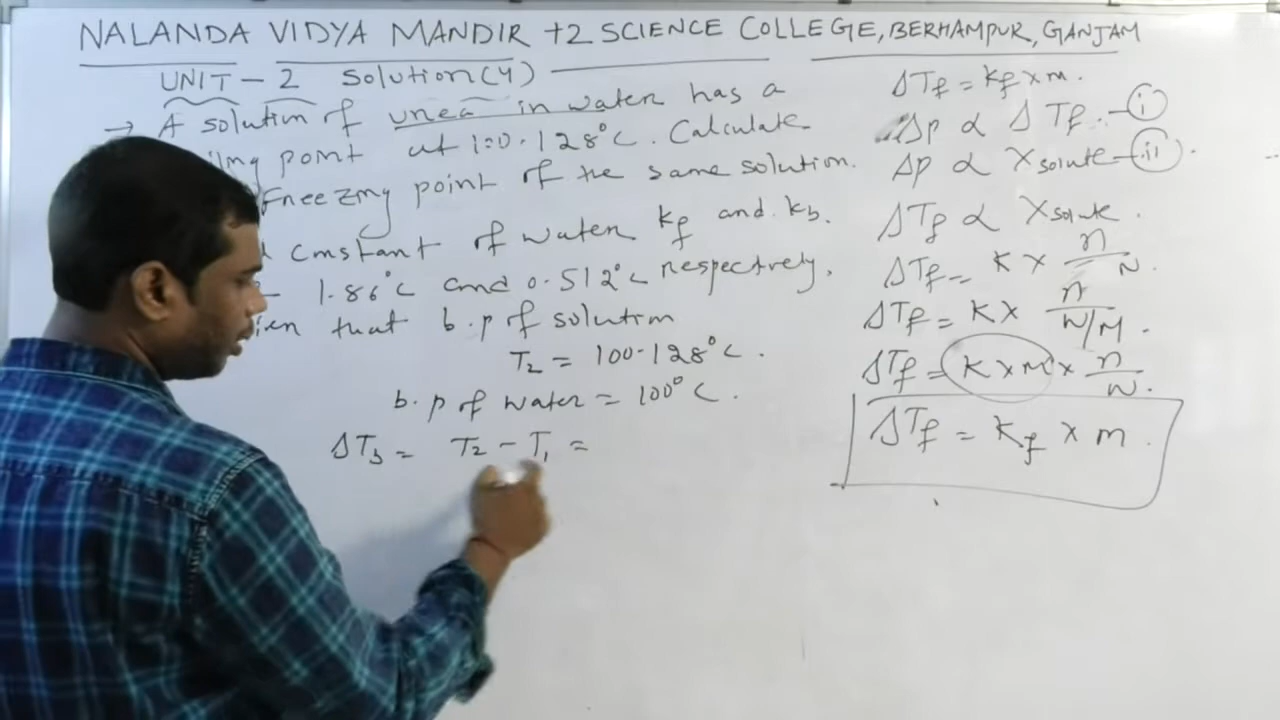 NALANDA VIDYA MANDIR +2 SCIENCE COLLEGE, BERHAMPUR, GANJAM
UNIT - 2 Solution (4)
→ A solution of urea in water has a
point at 100.128°C. Calculate
Freezing point of the same solution.
constant of water Kf and Kb.
1.86°C and 0.512°C respectively.
that b.p of solution
T2 = 100.128°C.
b.p of water = 100°C.
ΔTb = T2 - T1 =
ΔTf = Kf × m.
Δp ∝ ΔTf. - (i)
Δp ∝ Xsolute - (ii).
ΔTf ∝ Xsolute.
ΔTf = K × n/N.
ΔTf = K × n/W/M.
ΔTf = K × M × n/W.
ΔTf = Kf × m.